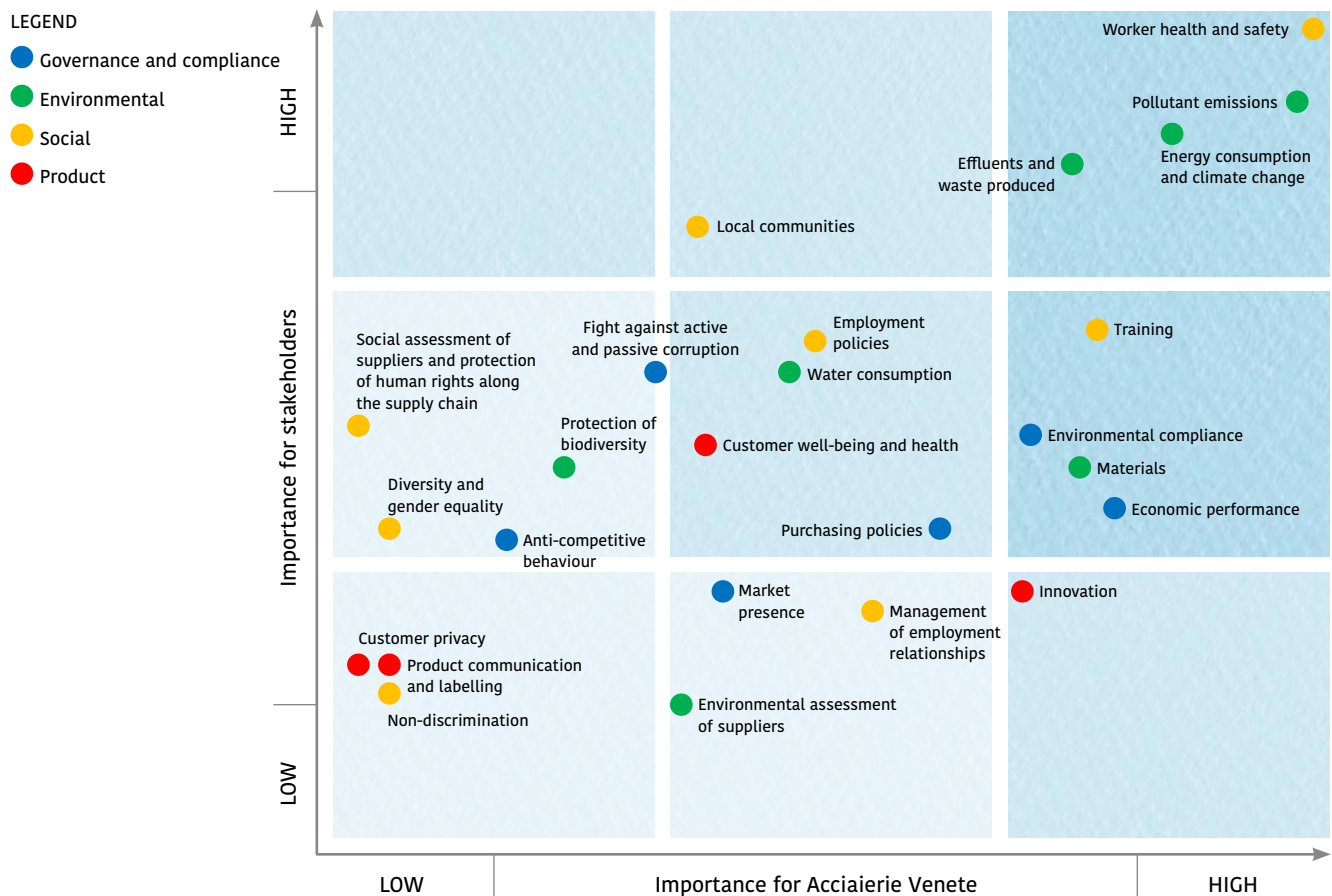 LEGEND
Governance and compliance
Environmental
Social
Product
HIGH
Importance for stakeholders
LOW
Worker health and safety
Pollutant emissions
Energy consumption
and climate change
Effluents and
waste produced
Local communities
Social assessment of
suppliers and protection
of human rights along
the supply chain
Fight against active
and passive corruption
Employment
policies
Water consumption
Training
Protection of
biodiversity
Customer well-being and health
Environmental compliance
Materials
Economic performance
Diversity and
gender equality
Anti-competitive
behaviour
Purchasing policies
Market
presence
Management
of employment
relationships
Innovation
Customer privacy
Product communication
and labelling
Non-discrimination
Environmental assessment
of suppliers
LOW
Importance for Acciaierie Venete
HIGH